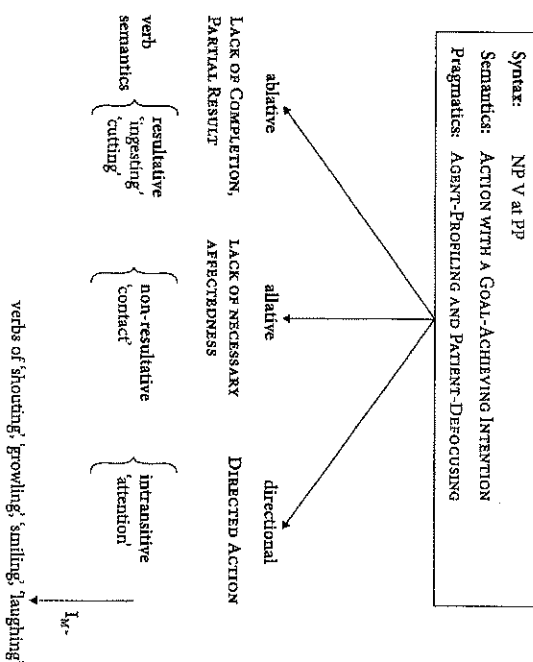 Syntax: NP V at PP
Semantics: ACTION WITH A GOAL-ACHIEVING INTENTION
Pragmatics: AGENT-PROFILING AND PATIENT-DEFOCUSING
ablative
allative
directional
LACK OF COMPLETION,
PARTIAL RESULT
LACK OF NECESSARY
AFFECTEDNESS
DIRECTED ACTION
verb
semantics
resultative
'ingesting'
'cutting'
non-resultative
'contact'
intransitive
'attention'
verbs of 'shouting', 'growling', 'smiling', 'laughing'